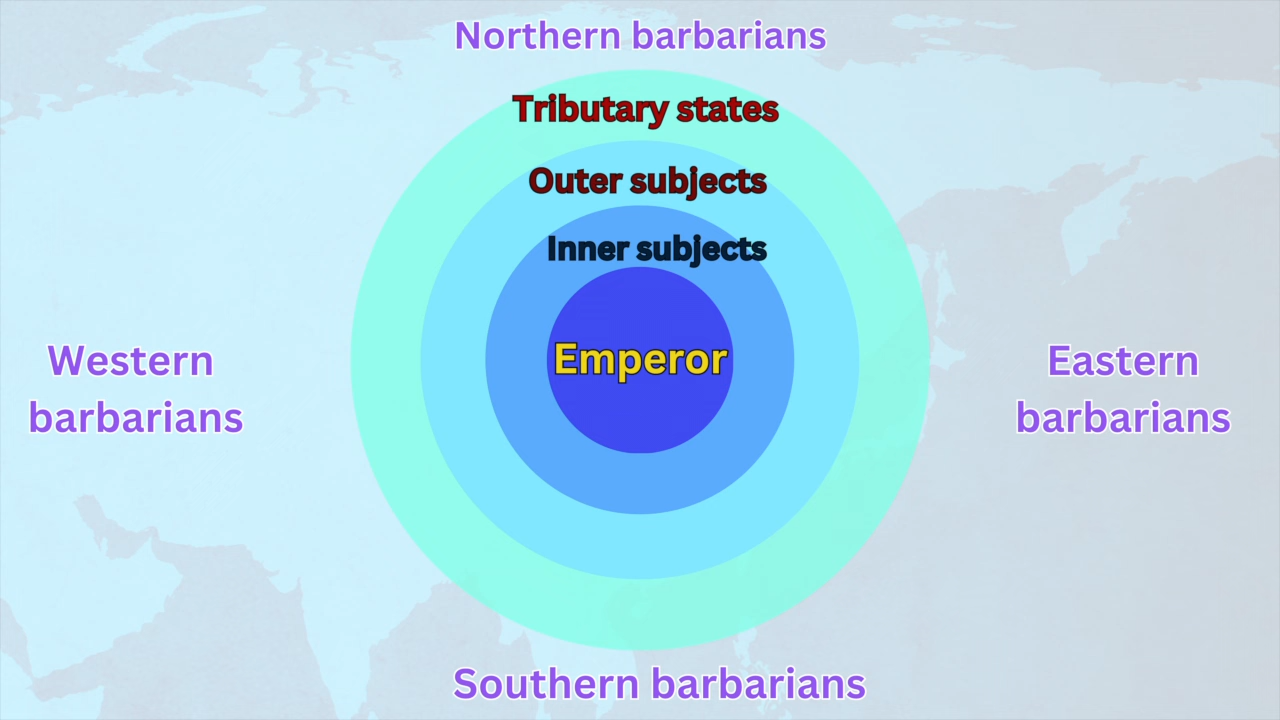 Northern barbarians
Tributary states
Outer subjects
Inner subjects
Emperor
Western
barbarians
Eastern
barbarians
Southern barbarians